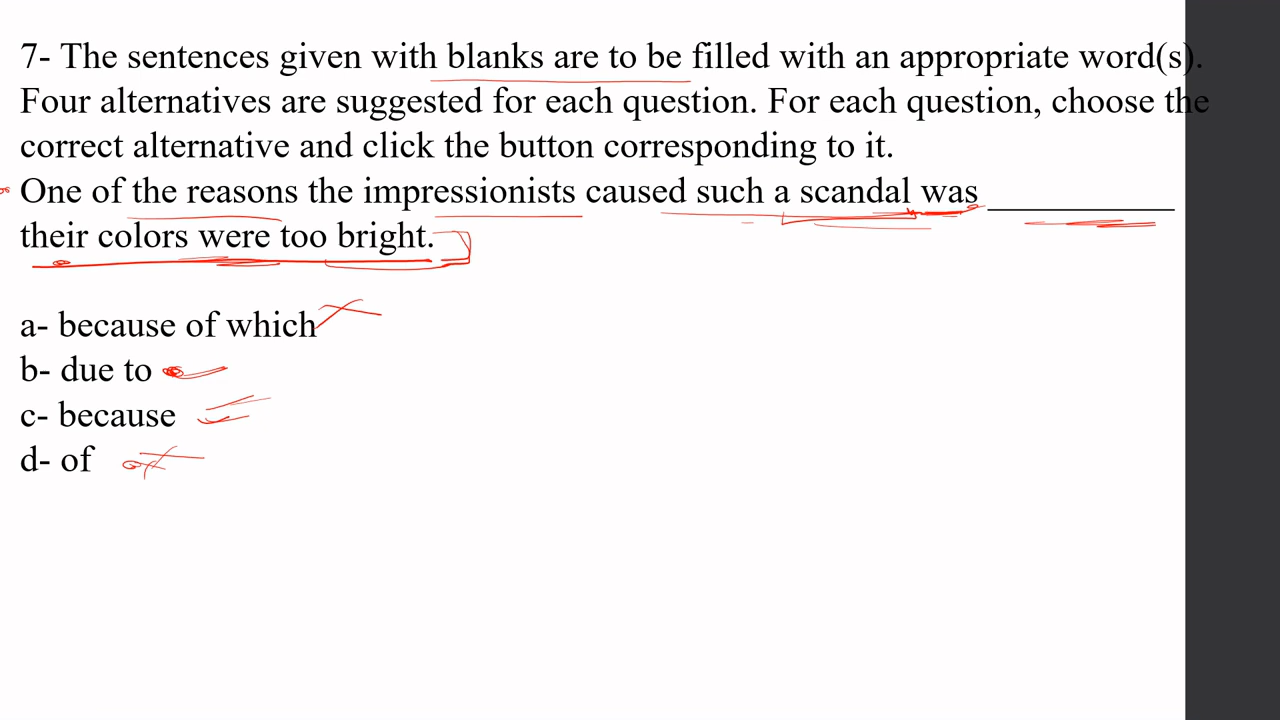 7- The sentences given with blanks are to be filled with an appropriate word(s).
Four alternatives are suggested for each question. For each question, choose the
correct alternative and click the button corresponding to it.
One of the reasons the impressionists caused such a scandal was __________
their colors were too bright.
a- because of which
b- due to
c- because
d- of